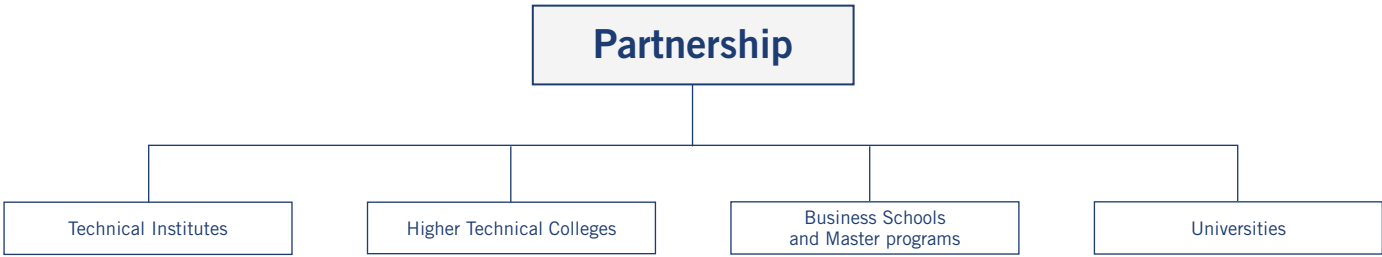 Partnership
Technical Institutes
Higher Technical Colleges
Business Schools
and Master programs
Universities